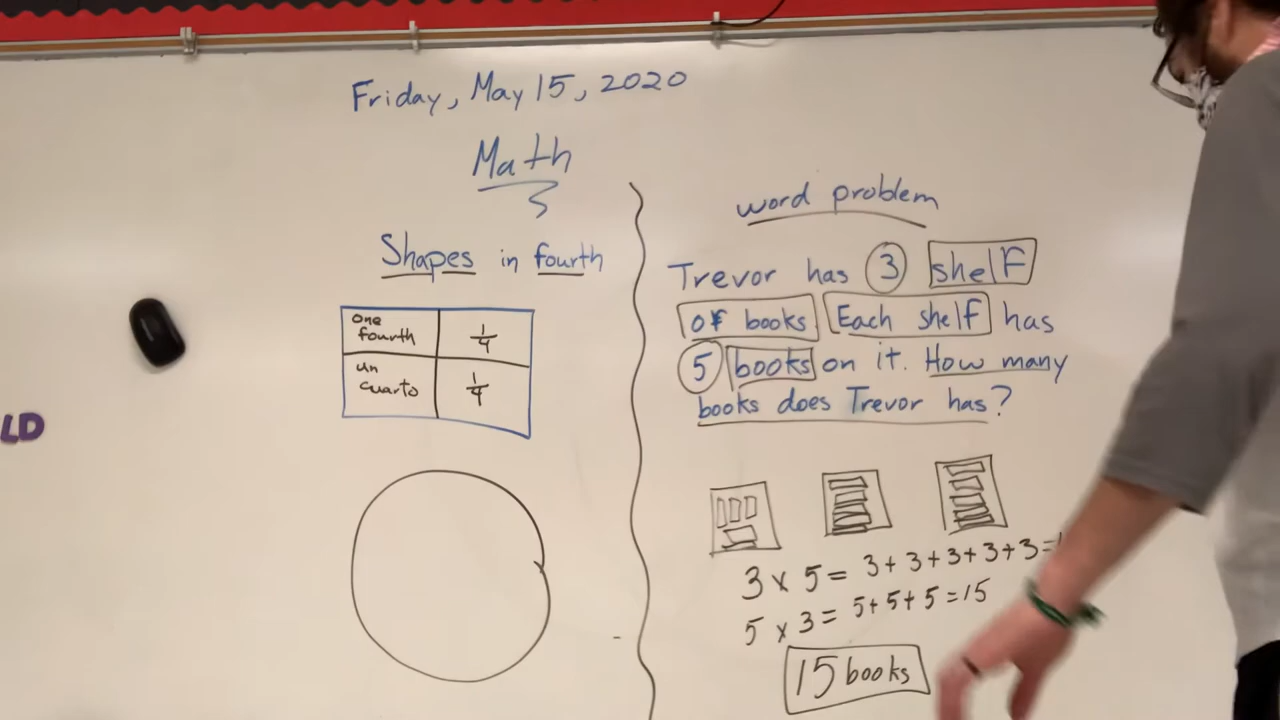 Friday, May 15, 2020
Math
Shapes in fourth
one fourth 1/4
un cuarto 1/4
LD
word problem
Trevor has 3 shelf
of books Each shelf has
5 books on it. How many
books does Trevor has?
3 x 5 = 3+3+3+3+3=
5 x 3 = 5+5+5=15
15 books